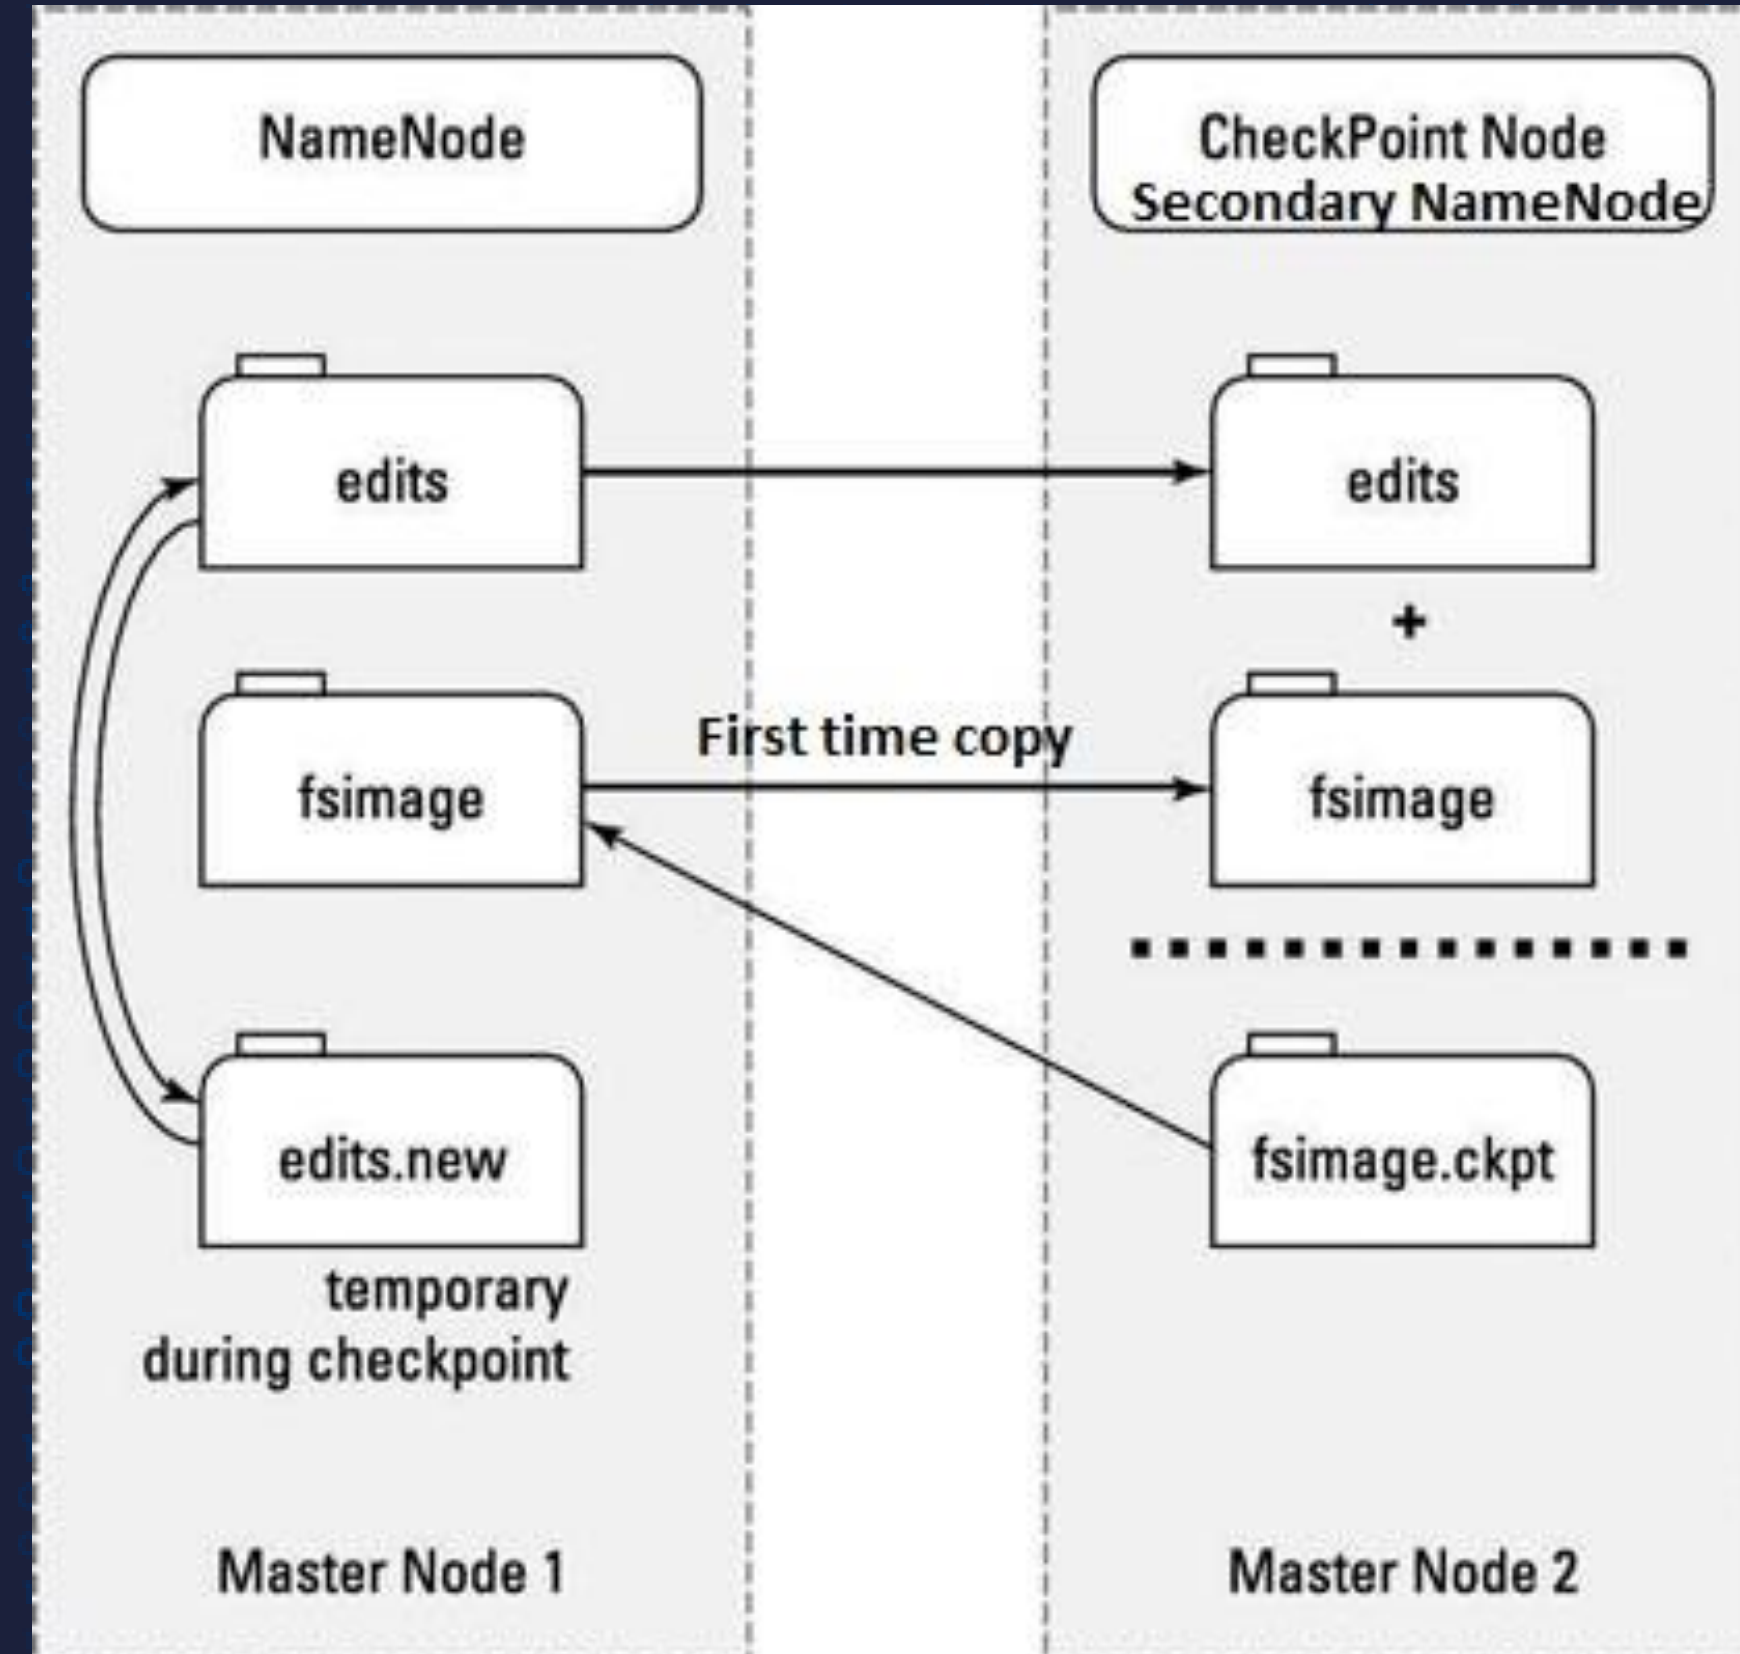 NameNode
edits
fsimage
edits.new
temporary
during checkpoint
Master Node 1
First time copy
CheckPoint Node
Secondary NameNode
edits
+
fsimage
fsimage.ckpt
Master Node 2